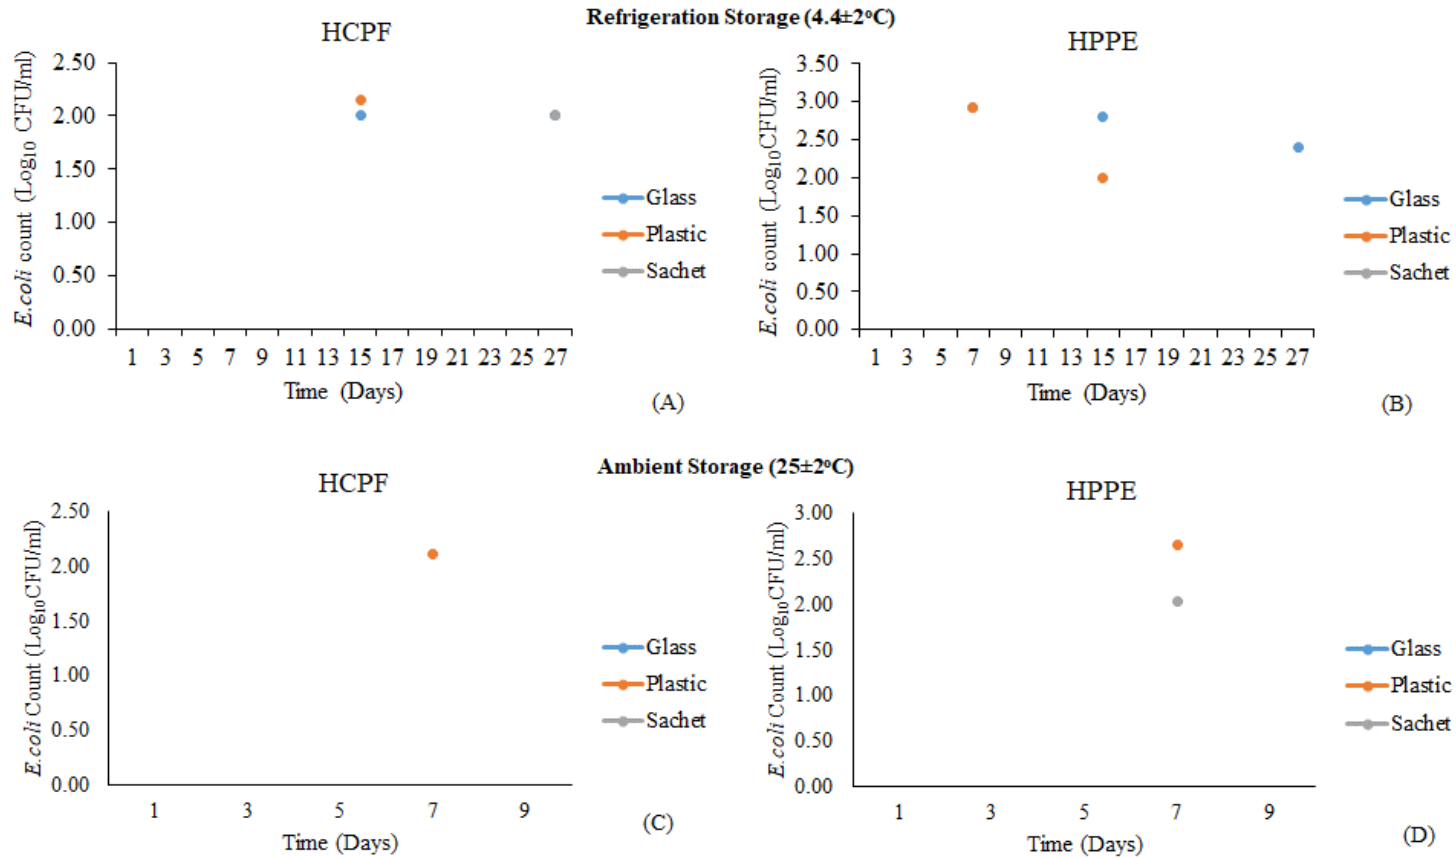 Refrigeration Storage (4.4±2ºC)
HCPF
E.coli count (Log₁₀ CFU/ml)
2.50
2.00
1.50
1.00
0.50
0.00
1 3 5 7 9 11 13 15 17 19 21 23 25 27
Time (Days)
Glass
Plastic
Sachet
(A)
HPPE
E.coli count (Log₁₀CFU/ml)
3.50
3.00
2.50
2.00
1.50
1.00
0.50
0.00
1 3 5 7 9 11 13 15 17 19 21 23 25 27
Time (Days)
Glass
Plastic
Sachet
(B)
Ambient Storage (25±2ºC)
HCPF
E.coli Count (Log₁₀CFU/ml)
2.50
2.00
1.50
1.00
0.50
0.00
1 3 5 7 9
Time (Days)
Glass
Plastic
Sachet
(C)
HPPE
E.coli Count (Log₁₀CFU/ml)
3.00
2.50
2.00
1.50
1.00
0.50
0.00
1 3 5 7 9
Time (Days)
Glass
Plastic
Sachet
(D)